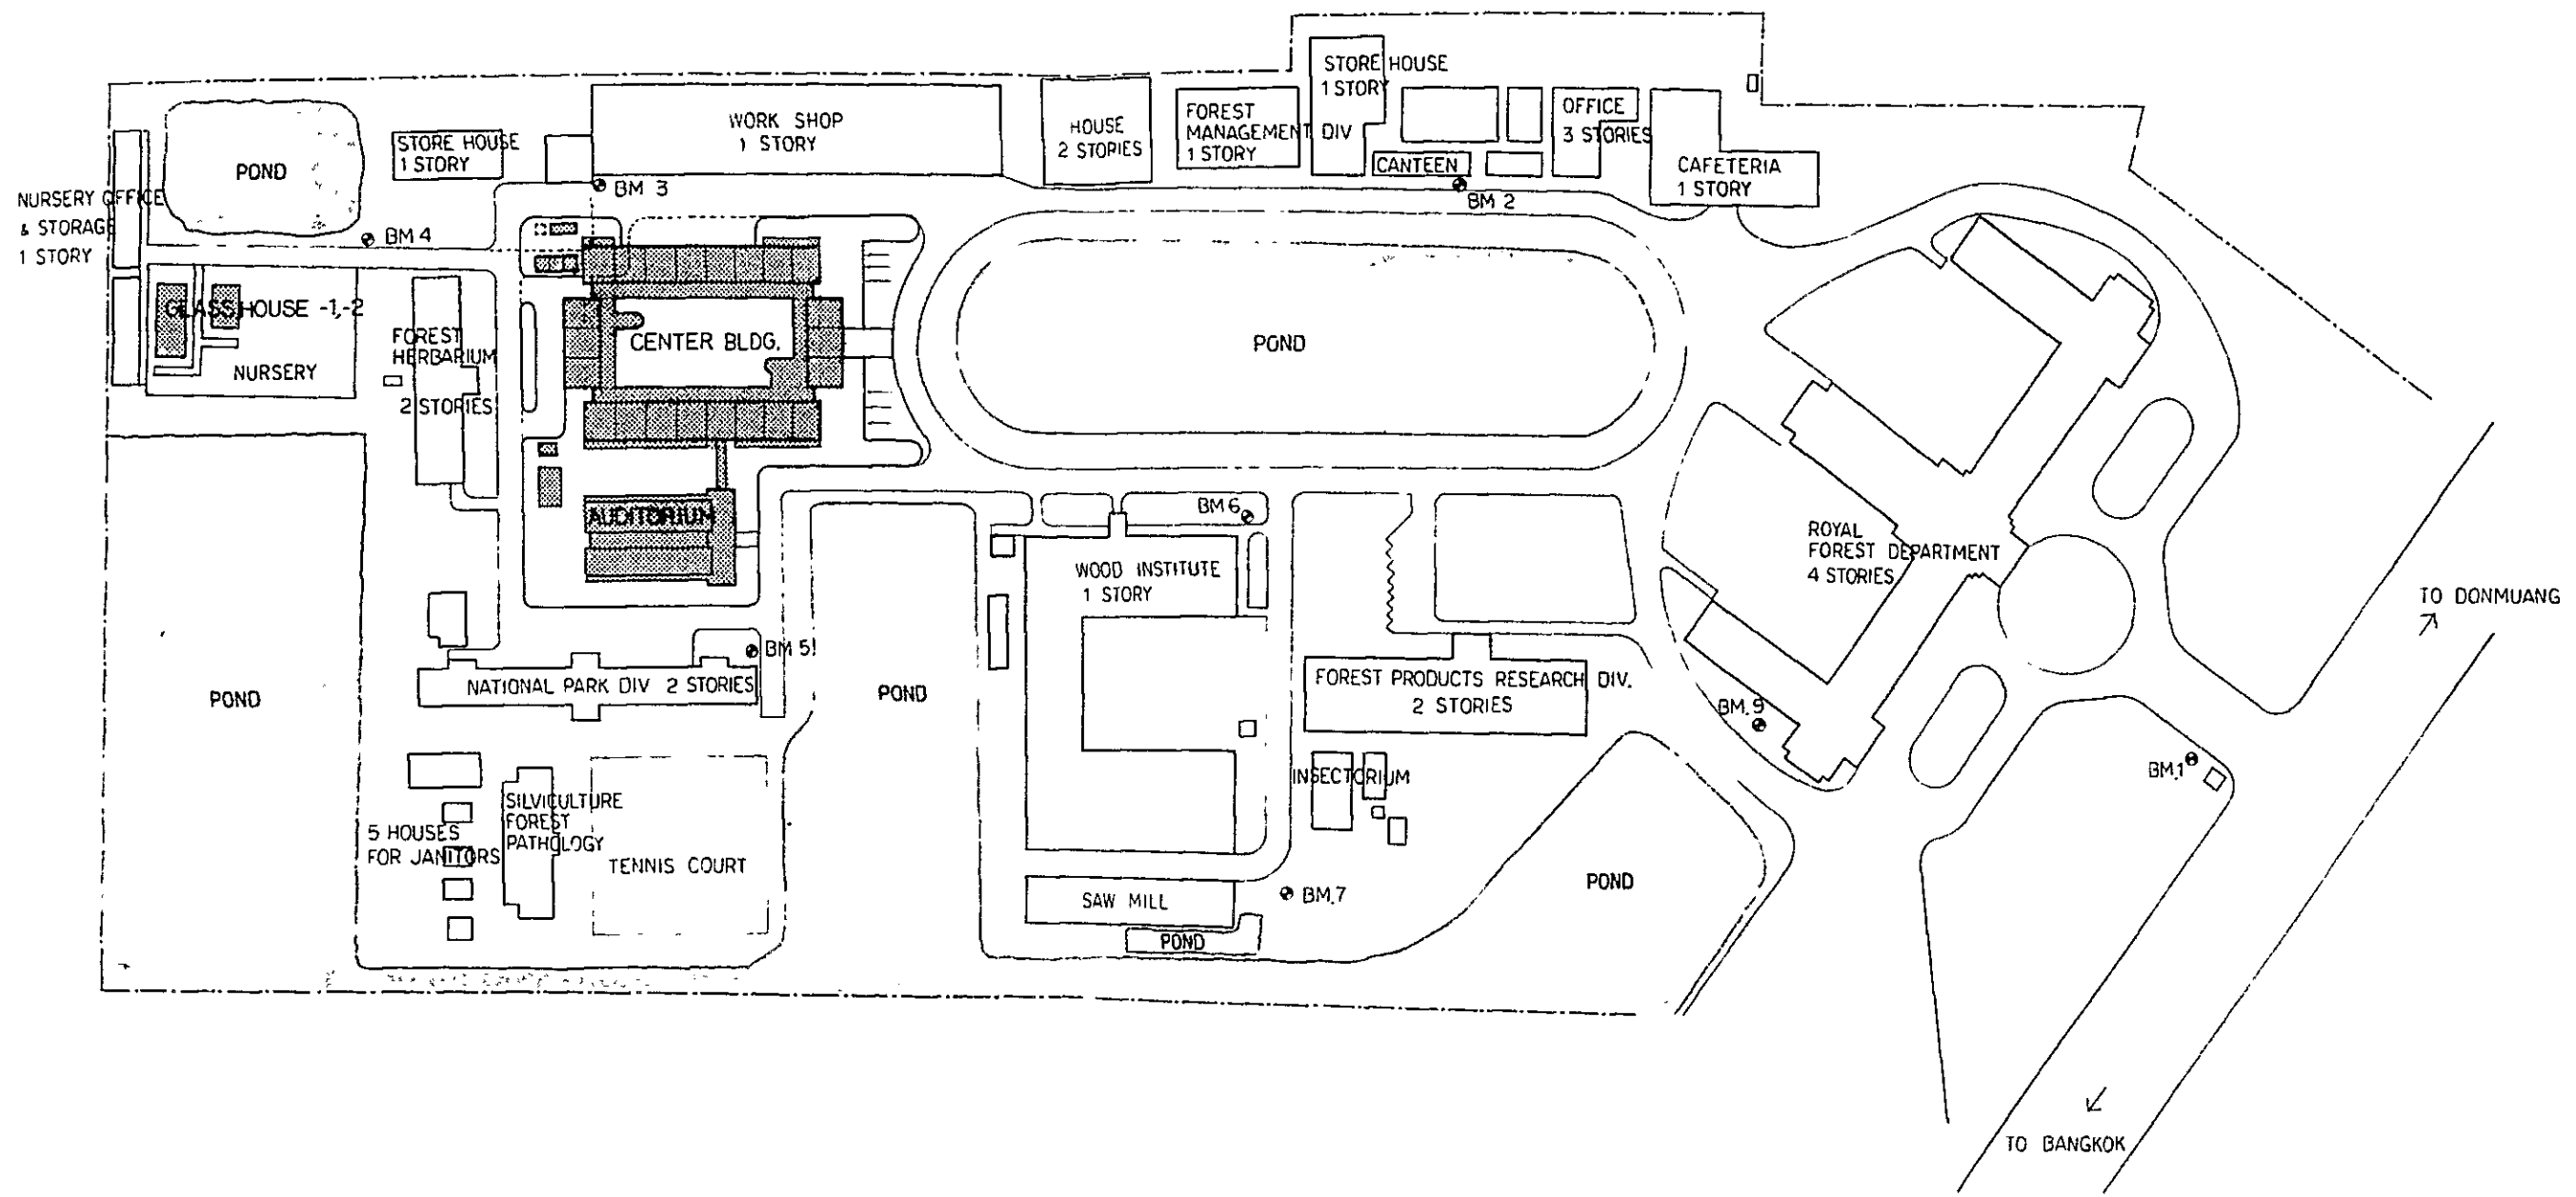 STORE HOUSE
1 STORY
WORK SHOP
1 STORY
HOUSE
2 STORIES
FOREST
MANAGEMENT DIV
1 STORY
OFFICE
3 STORIES
CANTEEN
CAFETERIA
1 STORY
STORE HOUSE
1 STORY
POND
NURSERY OFFICE
& STORAGE
1 STORY
BM 3
BM 2
BM 4
GLASS HOUSE -1,-2
NURSERY
FOREST
HERBARIUM
2 STORIES
CENTER BLDG.
POND
AUDITORIUM
BM 6
WOOD INSTITUTE
1 STORY
ROYAL
FOREST DEPARTMENT
4 STORIES
TO DONMUANG
BM 5
NATIONAL PARK DIV 2 STORIES
POND
POND
FOREST PRODUCTS RESEARCH DIV.
2 STORIES
BM.9
BM.1
INSECTORIUM
SILVICULTURE
FOREST
PATHOLOGY
5 HOUSES
FOR JANITORS
TENNIS COURT
SAW MILL
BM.7
POND
POND
TO BANGKOK